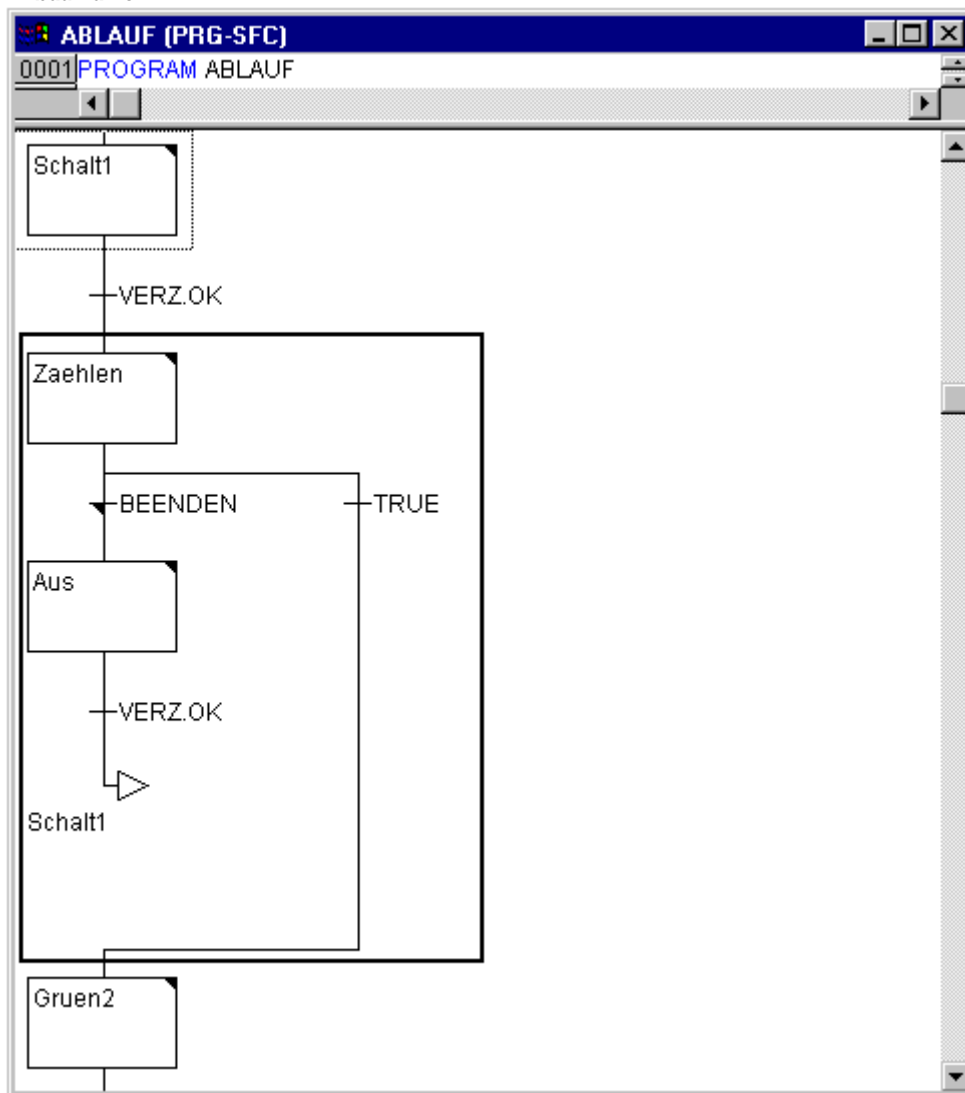 ABLAUF (PRG-SFC)
0001 PROGRAM ABLAUF
Schalt1
VERZ.OK
Zaehlen
BEENDEN TRUE
Aus
VERZ.OK
Schalt1
Gruen2